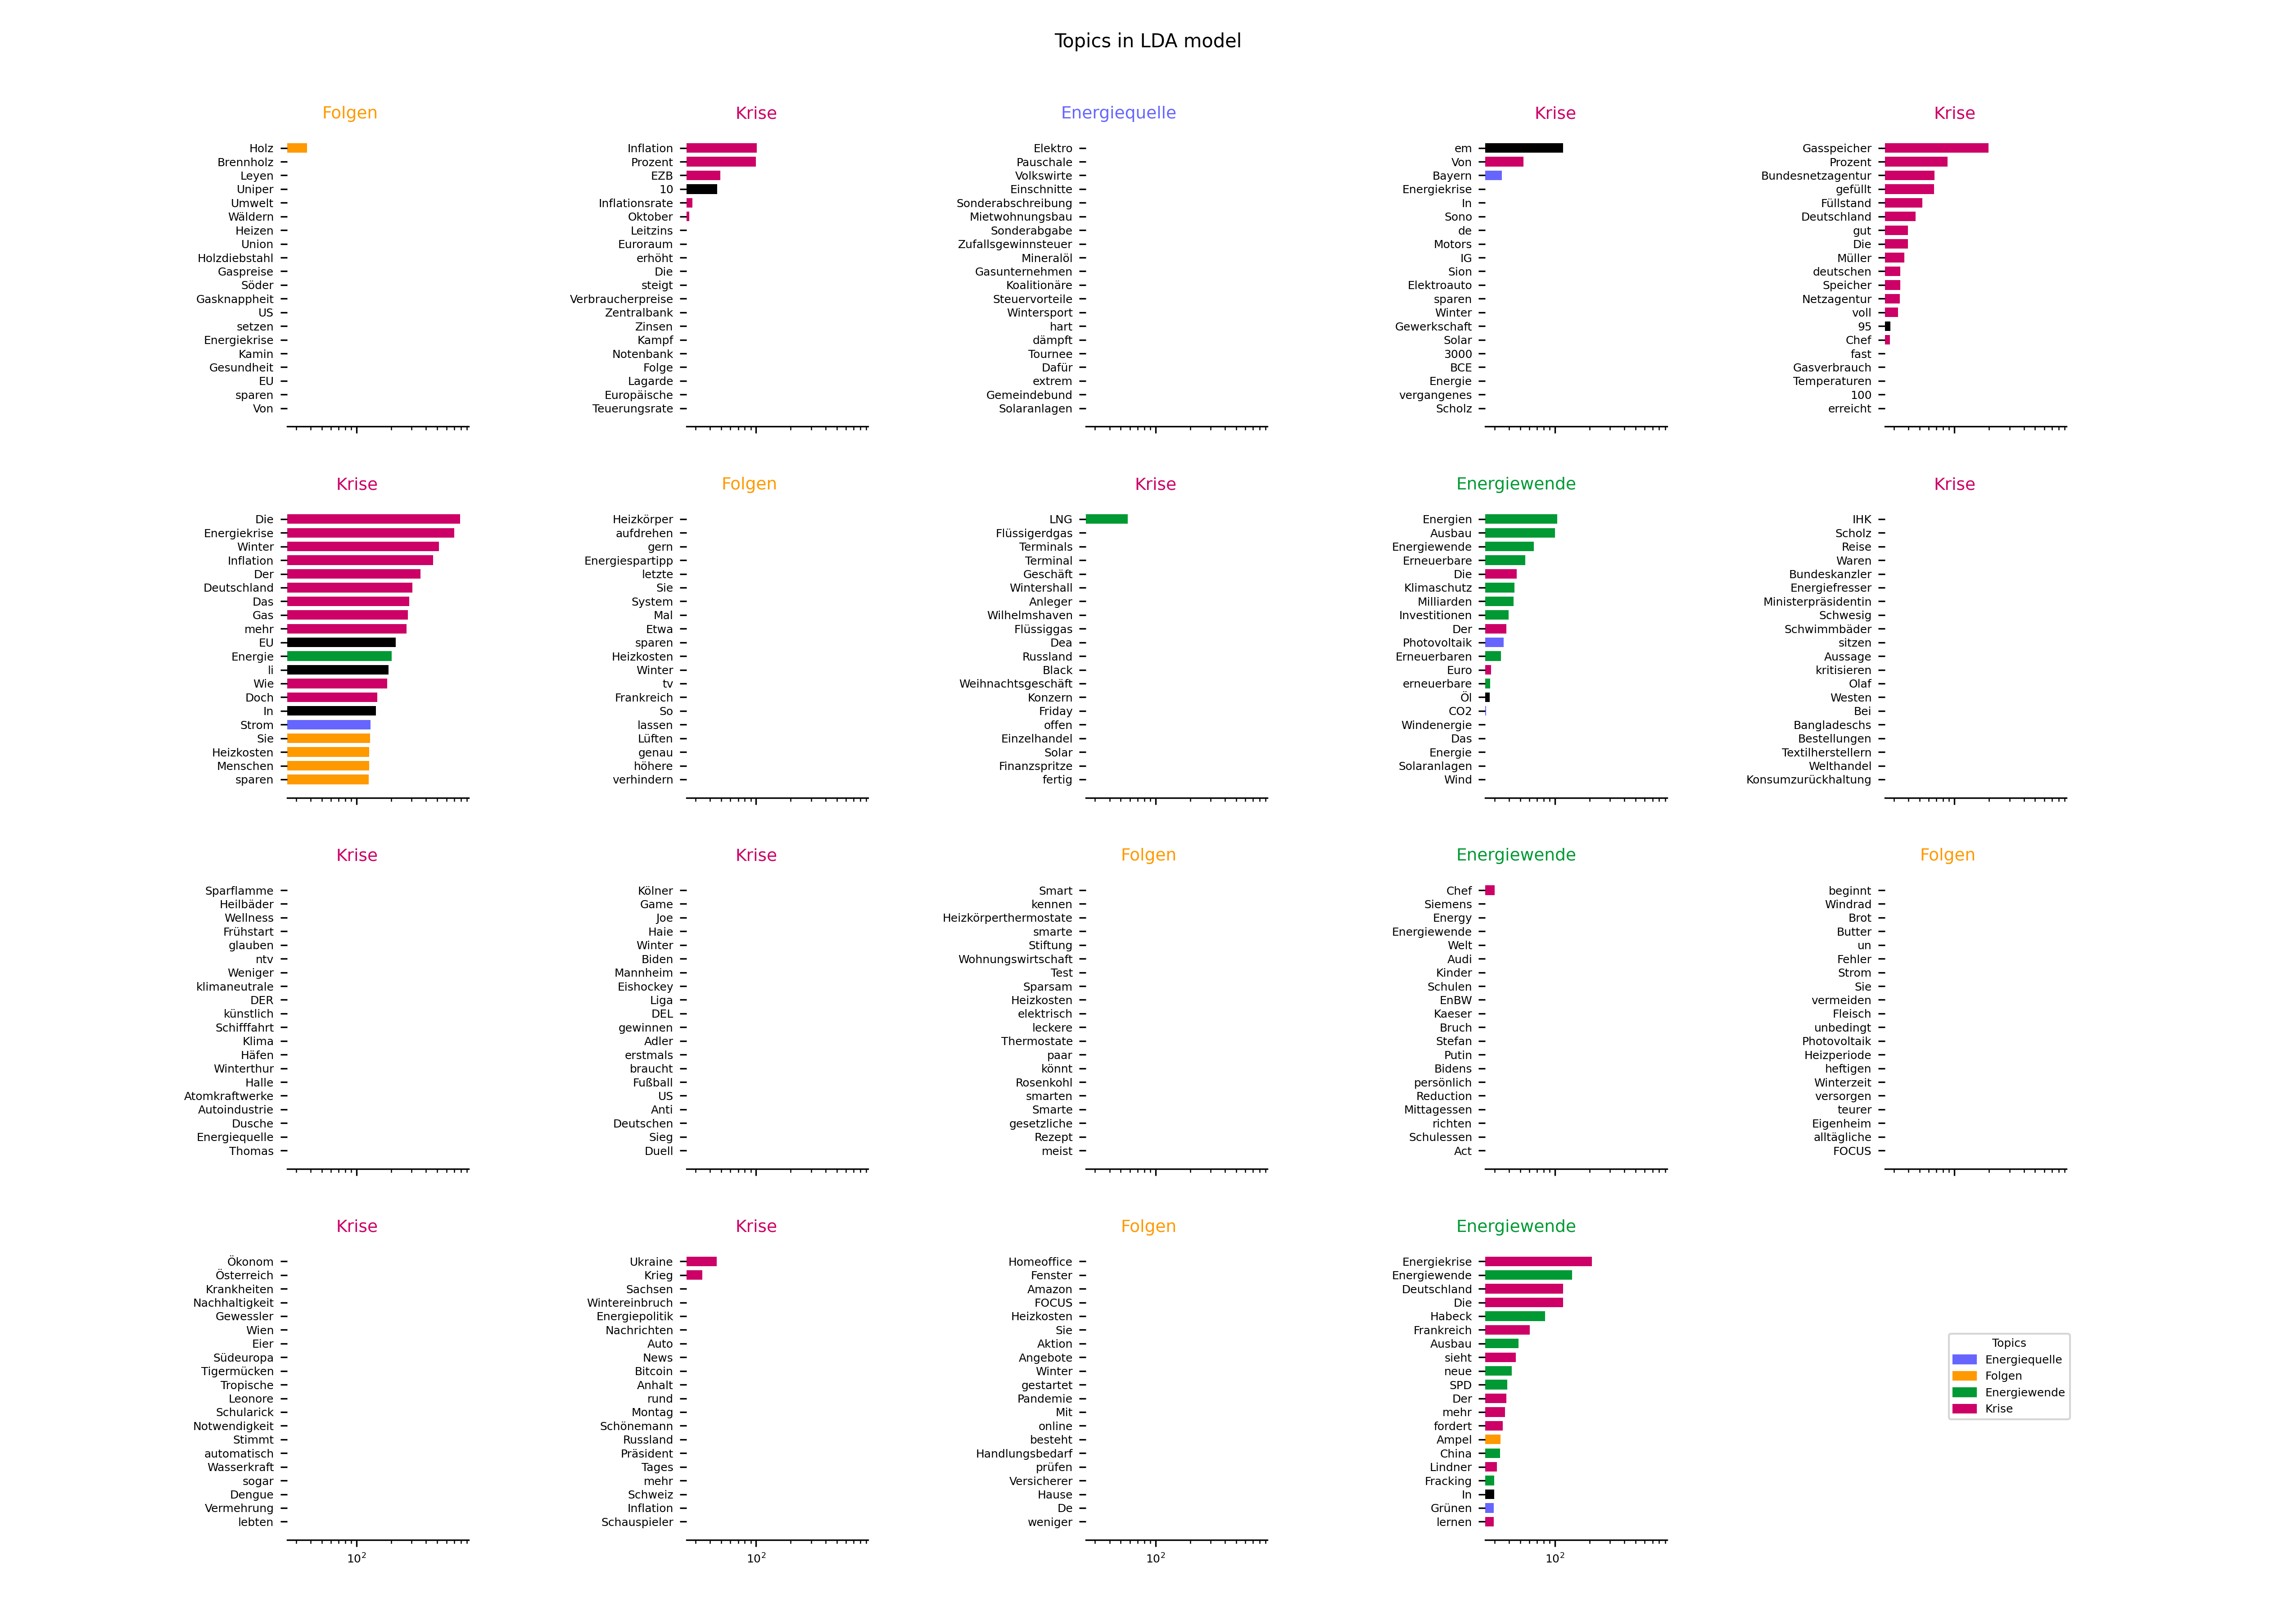 Topics in LDA model
Folgen
Holz
Brennholz
Leyen
Uniper
Umwelt
Wäldern
Heizen
Union
Holzdiebstahl
Gaspreise
Söder
Gasknappheit
US
setzen
Energiekrise
Kamin
Gesundheit
EU
sparen
Von
Krise
Inflation
Prozent
EZB
10
Inflationsrate
Oktober
Leitzins
Euroraum
erhöht
Die
steigt
Verbraucherpreise
Zentralbank
Zinsen
Kampf
Notenbank
Folge
Lagarde
Europäische
Teuerungsrate
Energiequelle
Elektro
Pauschale
Volkswirte
Einschnitte
Sonderabschreibung
Mietwohnungsbau
Sonderabgabe
Zufallsgewinnsteuer
Mineralöl
Gasunternehmen
Koalitionäre
Steuervorteile
Wintersport
hart
dämpft
Tournee
Dafür
extrem
Gemeindebund
Solaranlagen
Krise
em
Von
Bayern
Energiekrise
In
Sono
de
Motors
IG
Sion
Elektroauto
sparen
Winter
Gewerkschaft
Solar
3000
BCE
Energie
vergangenes
Scholz
Krise
Gasspeicher
Prozent
Bundesnetzagentur
gefüllt
Füllstand
Deutschland
gut
Die
Müller
deutschen
Speicher
Netzagentur
voll
95
Chef
fast
Gasverbrauch
Temperaturen
100
erreicht
Krise
Die
Energiekrise
Winter
Inflation
Der
Deutschland
Das
Gas
mehr
EU
Energie
li
Wie
Doch
In
Strom
Sie
Heizkosten
Menschen
sparen
Folgen
Heizkörper
aufdrehen
gern
Energiespartipp
letzte
Sie
System
Mal
Etwa
sparen
Heizkosten
Winter
tv
Frankreich
So
lassen
Lüften
genau
höhere
verhindern
Krise
LNG
Flüssigerdgas
Terminals
Terminal
Geschäft
Wintershall
Anleger
Wilhelmshaven
Flüssiggas
Dea
Russland
Black
Weihnachtsgeschäft
Konzern
Friday
offen
Einzelhandel
Solar
Finanzspritze
fertig
Energiewende
Energien
Ausbau
Energiewende
Erneuerbare
Die
Klimaschutz
Milliarden
Investitionen
Der
Photovoltaik
Erneuerbaren
Euro
erneuerbare
Öl
CO2
Windenergie
Das
Energie
Solaranlagen
Wind
Krise
IHK
Scholz
Reise
Waren
Bundeskanzler
Energiefresser
Ministerpräsidentin
Schwesig
Schwimmbäder
sitzen
Aussage
kritisieren
Olaf
Westen
Bei
Bangladeschs
Bestellungen
Textilherstellern
Welthandel
Konsumzurückhaltung
Krise
Sparflamme
Heilbäder
Wellness
Frühstart
glauben
ntv
Weniger
klimaneutrale
DER
künstlich
Schifffahrt
Klima
Häfen
Winterthur
Halle
Atomkraftwerke
Autoindustrie
Dusche
Energiequelle
Thomas
Krise
Kölner
Game
Joe
Haie
Winter
Biden
Mannheim
Eishockey
Liga
DEL
gewinnen
Adler
erstmals
braucht
Fußball
US
Anti
Deutschen
Sieg
Duell
Folgen
Smart
kennen
Heizkörperthermostate
smarte
Stiftung
Wohnungswirtschaft
Test
Sparsam
Heizkosten
elektrisch
leckere
Thermostate
paar
könnt
Rosenkohl
smarten
Smarte
gesetzliche
Rezept
meist
Energiewende
Chef
Siemens
Energy
Energiewende
Welt
Audi
Kinder
Schulen
EnBW
Kaeser
Bruch
Stefan
Putin
Bidens
persönlich
Reduction
Mittagessen
richten
Schulessen
Act
Folgen
beginnt
Windrad
Brot
Butter
un
Fehler
Strom
Sie
vermeiden
Fleisch
unbedingt
Photovoltaik
Heizperiode
heftigen
Winterzeit
versorgen
teurer
Eigenheim
alltägliche
FOCUS
Krise
Ökonom
Österreich
Krankheiten
Nachhaltigkeit
Gewessler
Wien
Eier
Südeuropa
Tigermücken
Tropische
Leonore
Schularick
Notwendigkeit
Stimmt
automatisch
Wasserkraft
sogar
Dengue
Vermehrung
lebten
10²
Krise
Ukraine
Krieg
Sachsen
Wintereinbruch
Energiepolitik
Nachrichten
Auto
News
Bitcoin
Anhalt
rund
Montag
Schönemann
Russland
Präsident
Tages
mehr
Schweiz
Inflation
Schauspieler
10²
Folgen
Homeoffice
Fenster
Amazon
FOCUS
Heizkosten
Sie
Aktion
Angebote
Winter
gestartet
Pandemie
Mit
online
besteht
Handlungsbedarf
prüfen
Versicherer
Hause
De
weniger
10²
Energiewende
Energiekrise
Energiewende
Deutschland
Die
Habeck
Frankreich
Ausbau
sieht
neue
SPD
Der
mehr
fordert
Ampel
China
Lindner
Fracking
In
Grünen
lernen
10²
Topics
Energiequelle
Folgen
Energiewende
Krise